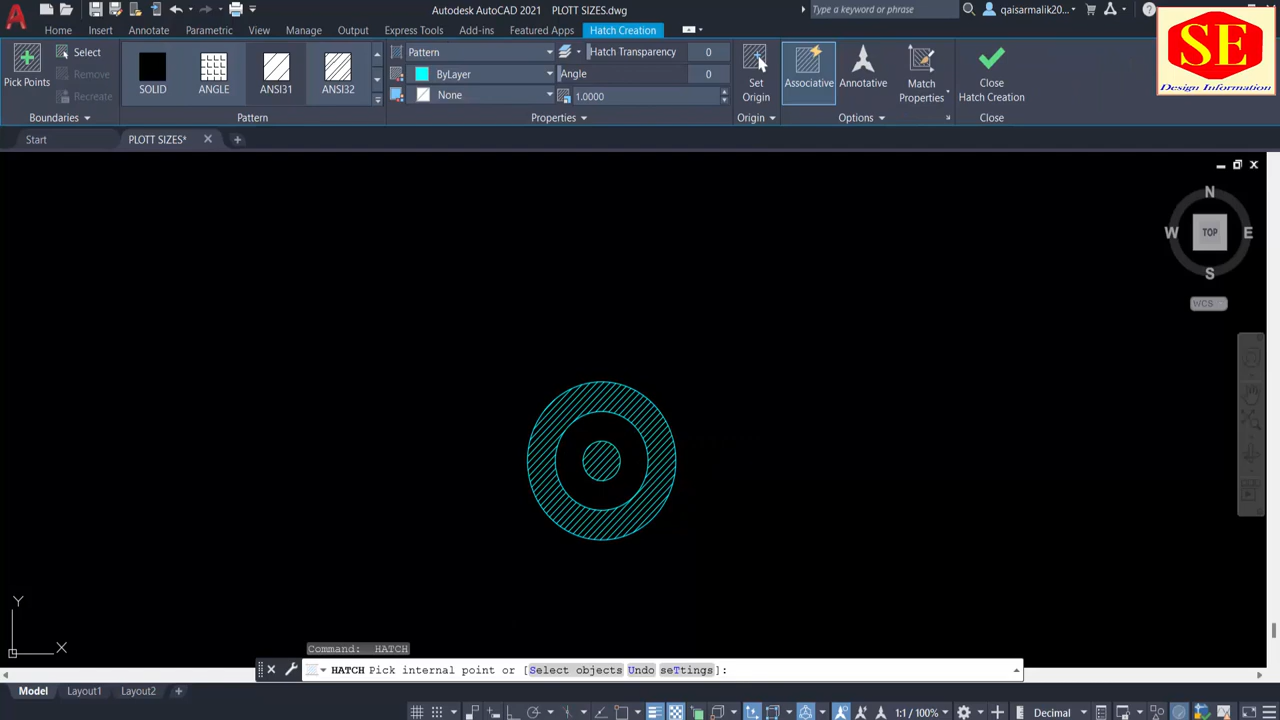 Autodesk AutoCAD 2021 PLOTT SIZES.dwg
Type a keyword or phrase
qaisarmalik20...
SE
Design Information
Home Insert Annotate Parametric View Manage Output Express Tools Add-ins Featured Apps Hatch Creation
Pick Points
Select
Remove
Recreate
SOLID ANGLE ANSI31 ANSI32
Pattern
ByLayer
None
Hatch Transparency 0
Angle 0
1.0000
Set
Origin
Associative
Annotative
Match
Properties
Close
Hatch Creation
Boundaries Pattern Properties Origin Options Close
Start PLOTT SIZES*
N
W TOP E
S
WCS
Y
X
Command: HATCH
HATCH Pick internal point or [Select objects Undo seTtings]:
Model Layout1 Layout2
1:1 / 100% Decimal